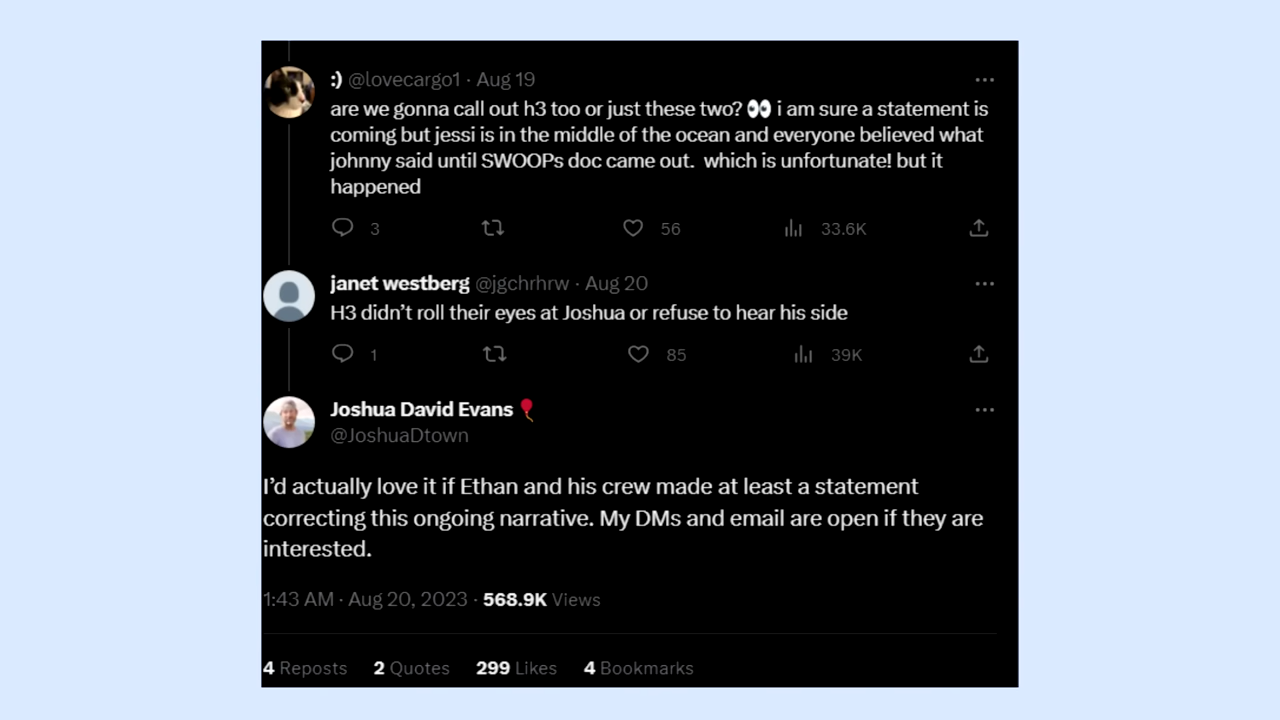 :) @lovecargo1 · Aug 19
are we gonna call out h3 too or just these two? 👀 i am sure a statement is
coming but jessi is in the middle of the ocean and everyone believed what
johnny said until SWOOPs doc came out.  which is unfortunate! but it
happened
3 56 33.6K
janet westberg @jgchrhrw · Aug 20
H3 didn’t roll their eyes at Joshua or refuse to hear his side
1 85 39K
Joshua David Evans 🎈
@JoshuaDtown
I’d actually love it if Ethan and his crew made at least a statement
correcting this ongoing narrative. My DMs and email are open if they are
interested.
1:43 AM · Aug 20, 2023 · 568.9K Views
4 Reposts 2 Quotes 299 Likes 4 Bookmarks